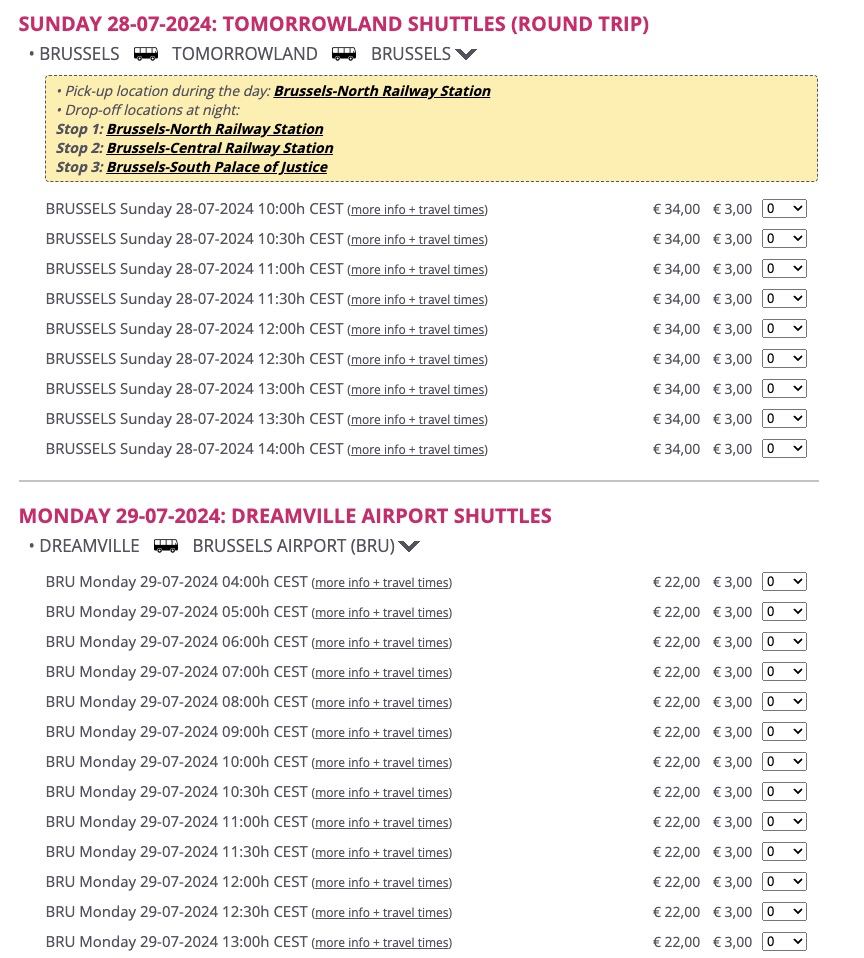 SUNDAY 28-07-2024: TOMORROWLAND SHUTTLES (ROUND TRIP)
• BRUSSELS TOMORROWLAND BRUSSELS
• Pick-up location during the day: Brussels-North Railway Station
• Drop-off locations at night:
Stop 1: Brussels-North Railway Station
Stop 2: Brussels-Central Railway Station
Stop 3: Brussels-South Palace of Justice
BRUSSELS Sunday 28-07-2024 10:00h CEST (more info + travel times) € 34,00 € 3,00 0
BRUSSELS Sunday 28-07-2024 10:30h CEST (more info + travel times) € 34,00 € 3,00 0
BRUSSELS Sunday 28-07-2024 11:00h CEST (more info + travel times) € 34,00 € 3,00 0
BRUSSELS Sunday 28-07-2024 11:30h CEST (more info + travel times) € 34,00 € 3,00 0
BRUSSELS Sunday 28-07-2024 12:00h CEST (more info + travel times) € 34,00 € 3,00 0
BRUSSELS Sunday 28-07-2024 12:30h CEST (more info + travel times) € 34,00 € 3,00 0
BRUSSELS Sunday 28-07-2024 13:00h CEST (more info + travel times) € 34,00 € 3,00 0
BRUSSELS Sunday 28-07-2024 13:30h CEST (more info + travel times) € 34,00 € 3,00 0
BRUSSELS Sunday 28-07-2024 14:00h CEST (more info + travel times) € 34,00 € 3,00 0
MONDAY 29-07-2024: DREAMVILLE AIRPORT SHUTTLES
• DREAMVILLE BRUSSELS AIRPORT (BRU)
BRU Monday 29-07-2024 04:00h CEST (more info + travel times) € 22,00 € 3,00 0
BRU Monday 29-07-2024 05:00h CEST (more info + travel times) € 22,00 € 3,00 0
BRU Monday 29-07-2024 06:00h CEST (more info + travel times) € 22,00 € 3,00 0
BRU Monday 29-07-2024 07:00h CEST (more info + travel times) € 22,00 € 3,00 0
BRU Monday 29-07-2024 08:00h CEST (more info + travel times) € 22,00 € 3,00 0
BRU Monday 29-07-2024 09:00h CEST (more info + travel times) € 22,00 € 3,00 0
BRU Monday 29-07-2024 10:00h CEST (more info + travel times) € 22,00 € 3,00 0
BRU Monday 29-07-2024 10:30h CEST (more info + travel times) € 22,00 € 3,00 0
BRU Monday 29-07-2024 11:00h CEST (more info + travel times) € 22,00 € 3,00 0
BRU Monday 29-07-2024 11:30h CEST (more info + travel times) € 22,00 € 3,00 0
BRU Monday 29-07-2024 12:00h CEST (more info + travel times) € 22,00 € 3,00 0
BRU Monday 29-07-2024 12:30h CEST (more info + travel times) € 22,00 € 3,00 0
BRU Monday 29-07-2024 13:00h CEST (more info + travel times) € 22,00 € 3,00 0